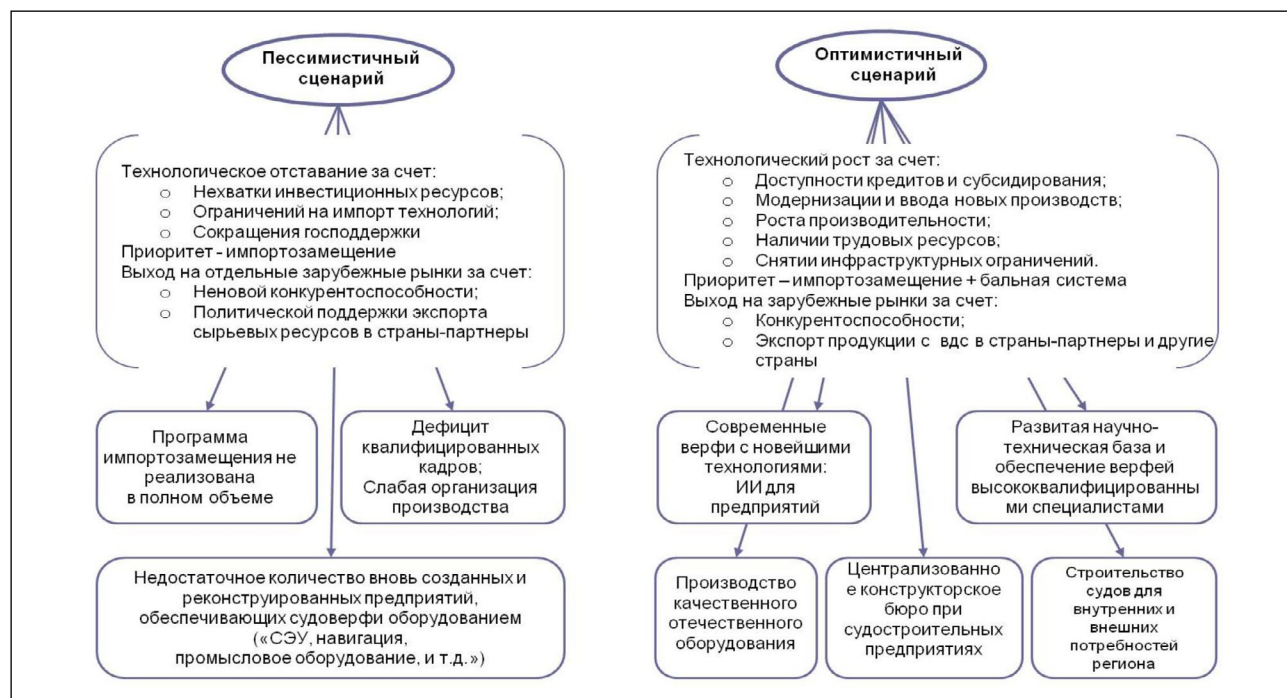 Пессимистичный
сценарий
Технологическое отставание за счет:
o Нехватки инвестиционных ресурсов;
o Ограничений на импорт технологий;
o Сокращения господдержки
Приоритет - импортозамещение
Выход на отдельные зарубежные рынки за счет:
o Неновой конкурентоспособности;
o Политической поддержки экспорта
сырьевых ресурсов в страны-партнеры
Программа
импортозамещения не
реализована
в полном объеме
Дефицит
квалифицированных
кадров;
Слабая организация
производства
Недостаточное количество вновь созданных и
реконструированных предприятий,
обеспечивающих судоверфи оборудованием
(«СЭУ, навигация,
промысловое оборудование, и т.д.»)
Оптимистичный
сценарий
Технологический рост за счет:
o Доступности кредитов и субсидирования;
o Модернизации и ввода новых производств;
o Роста производительности;
o Наличии трудовых ресурсов;
o Снятии инфраструктурных ограничений.
Приоритет – импортозамещение + бальная система
Выход на зарубежные рынки за счет:
o Конкурентоспособности;
o Экспорт продукции с вдс в страны-партнеры и другие
страны
Современные
верфи с новейшими
технологиями:
ИИ для
предприятий
Развитая научно-
техническая база и
обеспечение верфей
высококвалифицированны
ми специалистами
Производство
качественного
отечественного
оборудования
Централизованно
е конструкторское
бюро при
судостроительных
предприятиях
Строительство
судов для
внутренних и
внешних
потребностей
региона